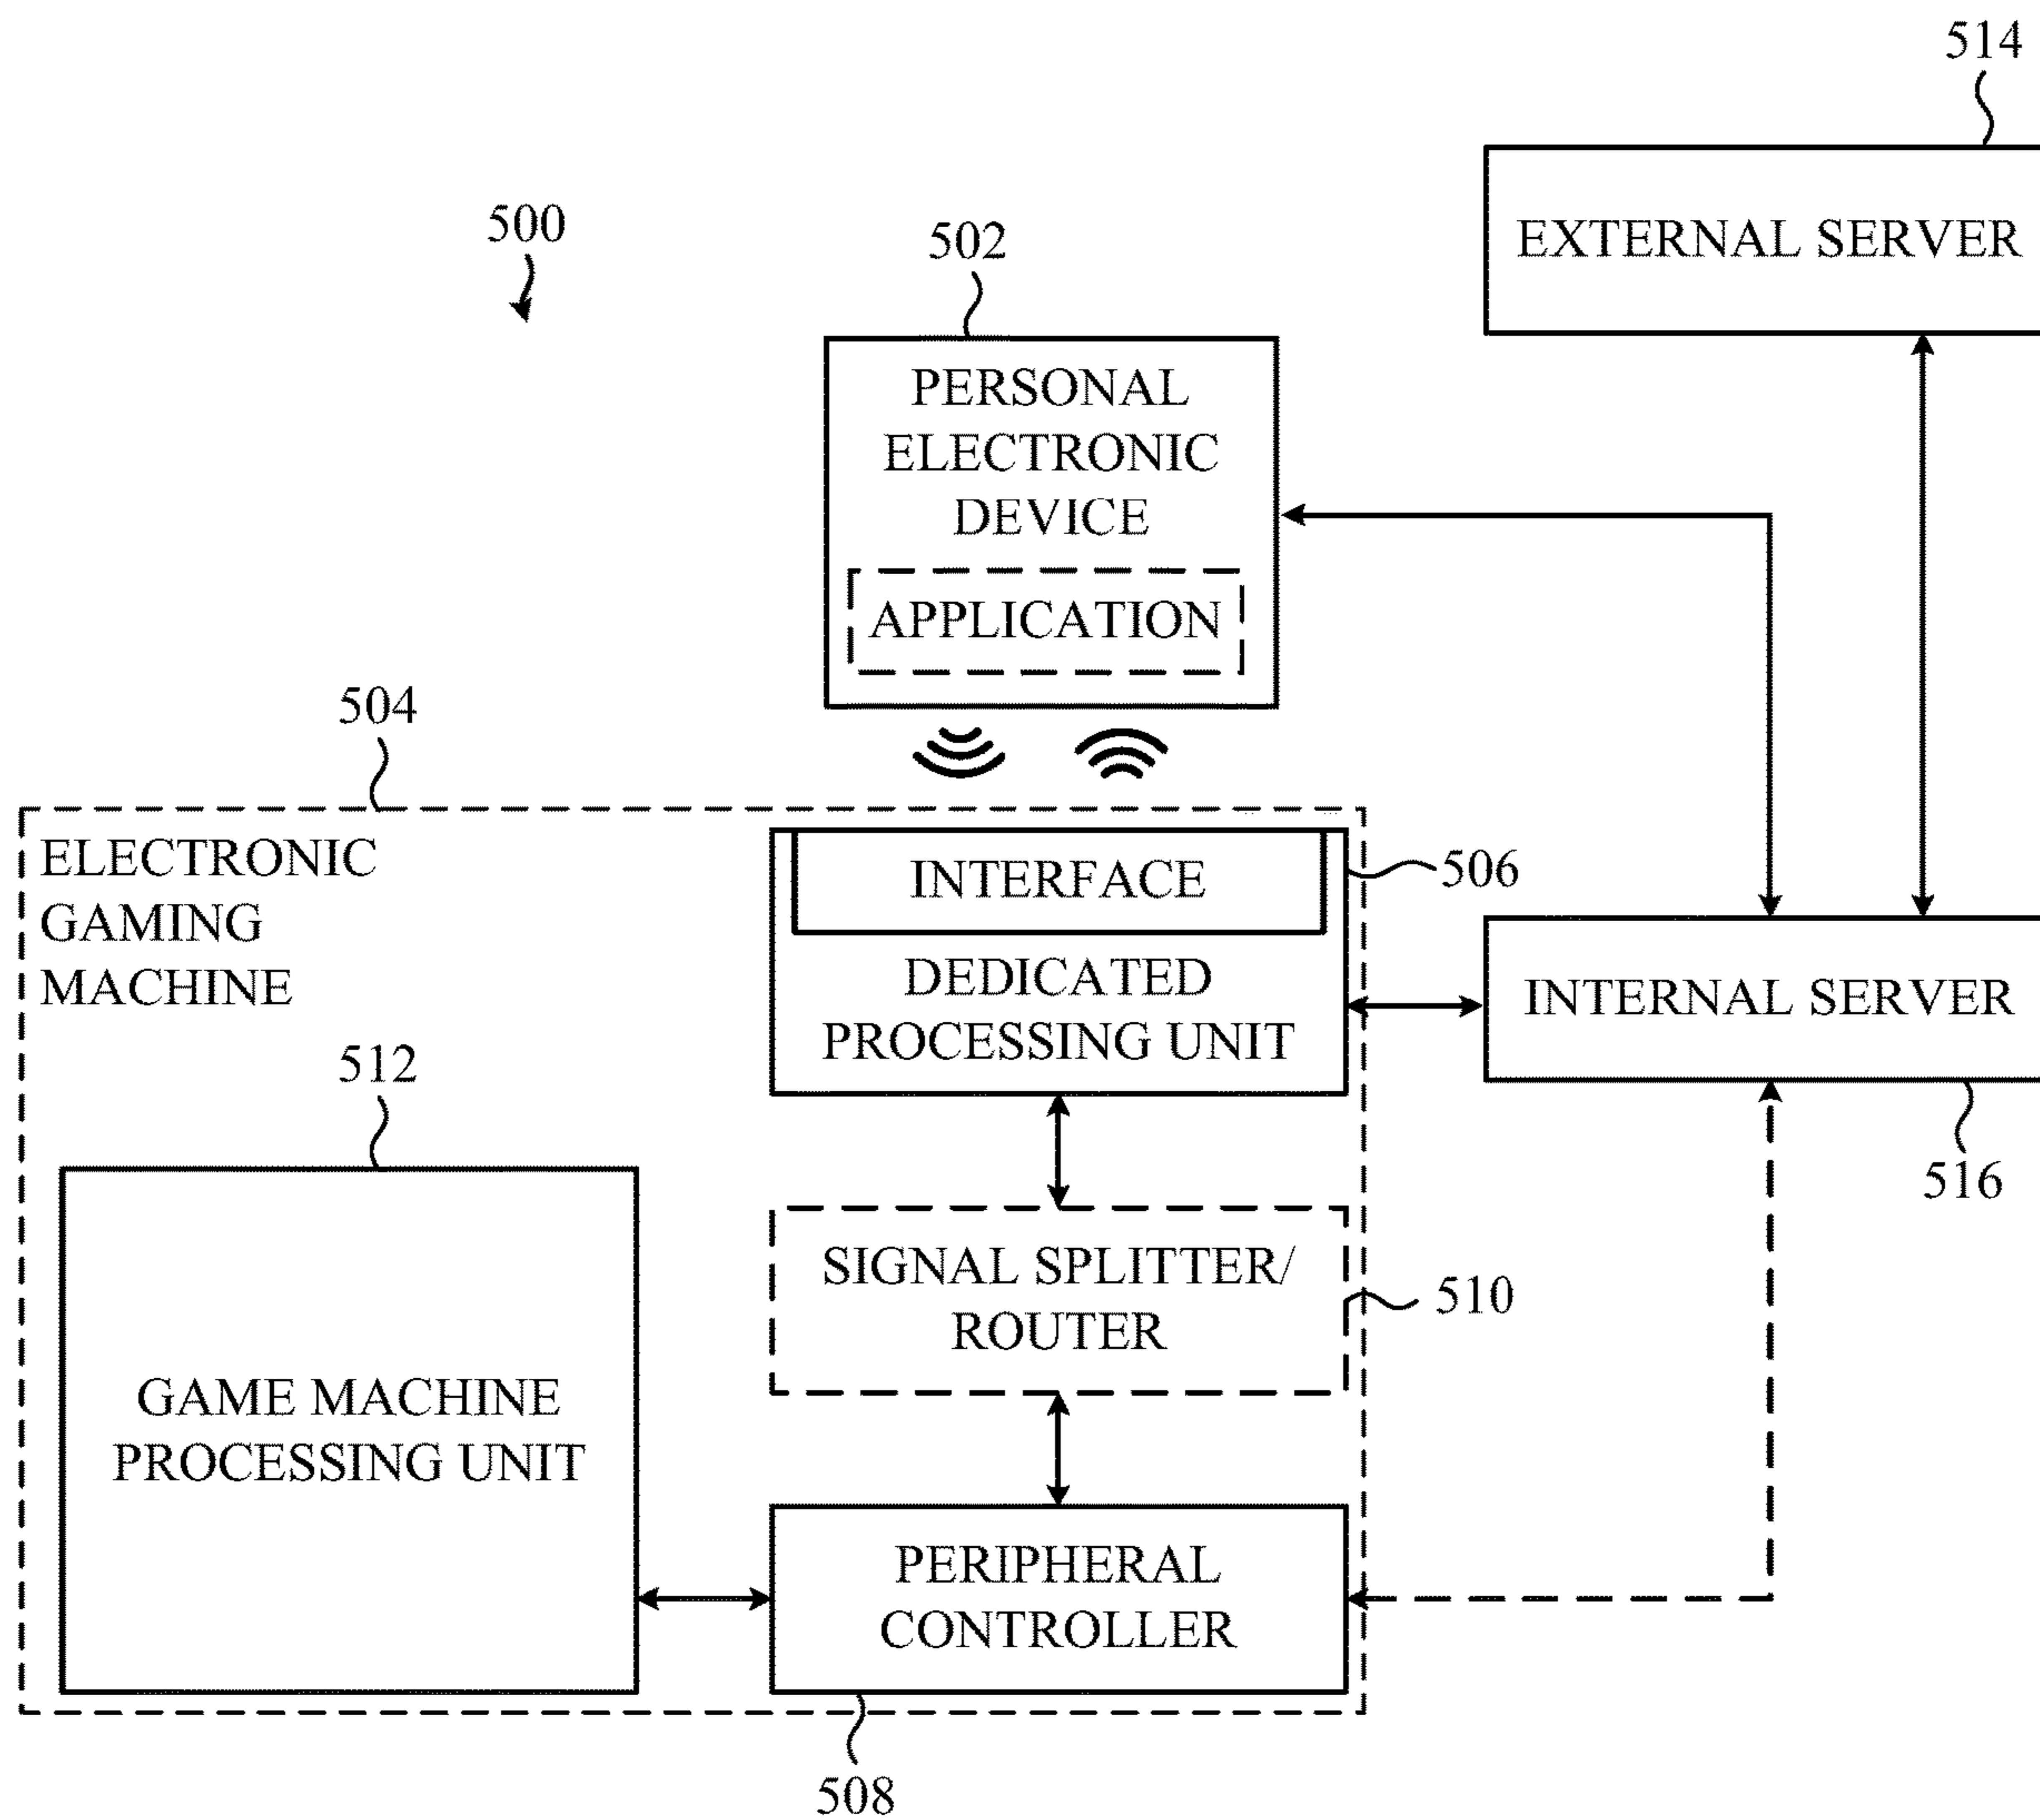 514
EXTERNAL SERVER
500
502
PERSONAL
ELECTRONIC
DEVICE
APPLICATION
504
ELECTRONIC
GAMING
MACHINE
INTERFACE
506
DEDICATED
PROCESSING UNIT
INTERNAL SERVER
516
512
GAME MACHINE
PROCESSING UNIT
SIGNAL SPLITTER/
ROUTER
510
PERIPHERAL
CONTROLLER
508